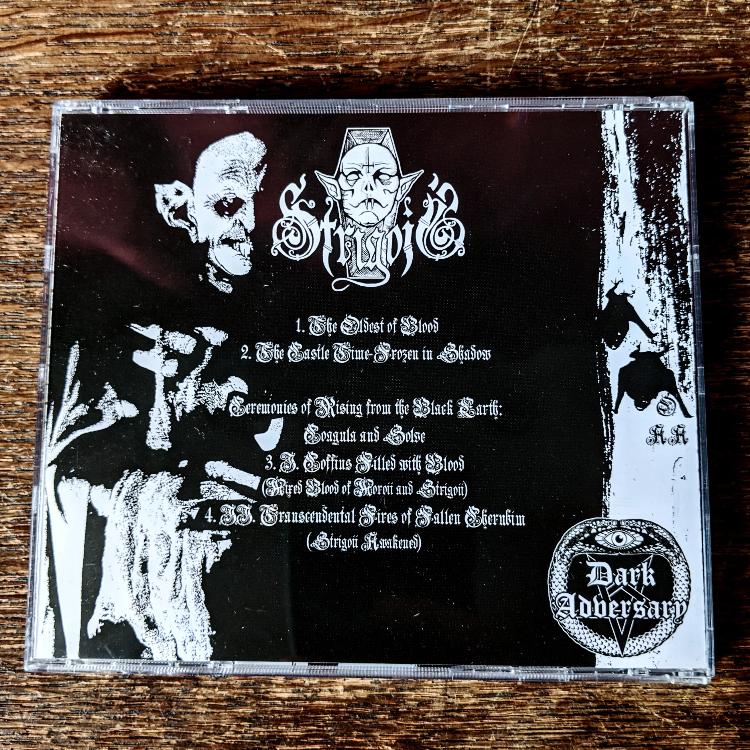 Strigoii
1. The Oldest of Blood
2. The Castle Time-Frozen in Shadow
Ceremonies of Rising from the Black Earth:
Coagula and Solve
3. I. Coffins Filled with Blood
(Mixed Blood of Moroii and Strigoii)
4. II. Transcendental Fires of Fallen Cherubim
(Strigoii Awakened)
Dark
Adversary